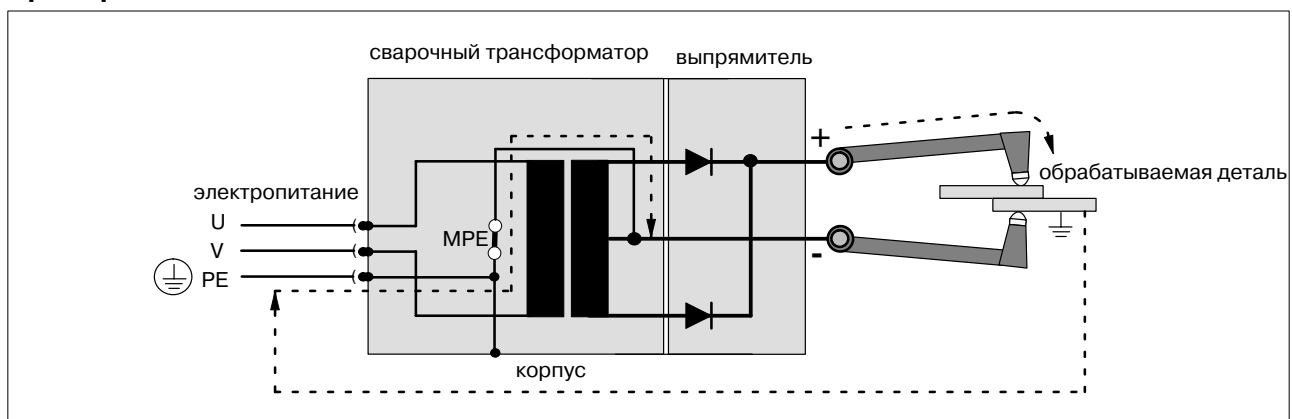 сварочный трансформатор
выпрямитель
+
обрабатываемая деталь
электропитание
U
V
MPE
PE
-
корпус